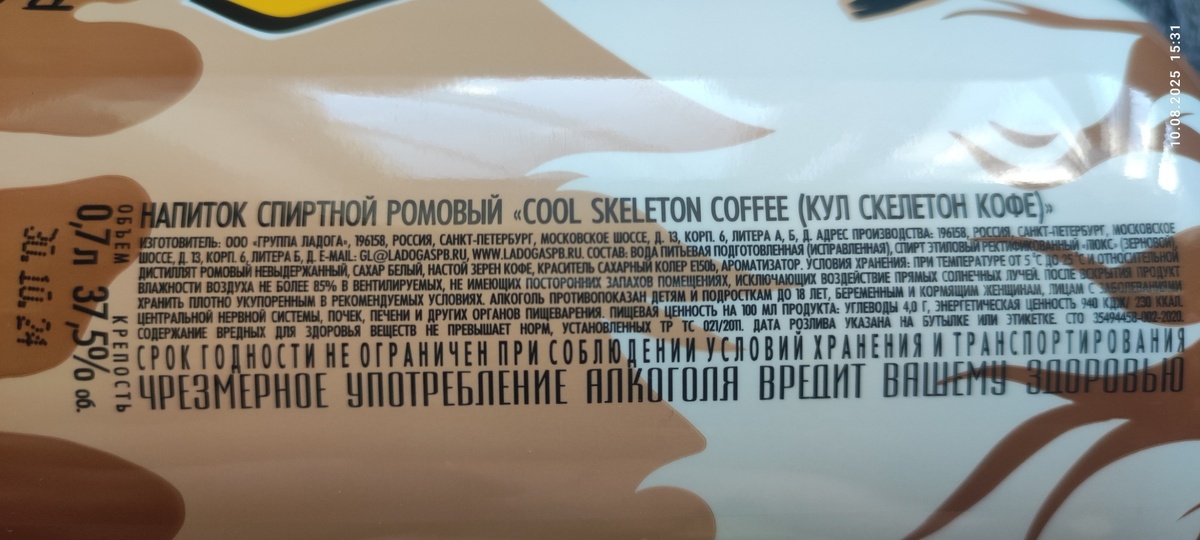 НАПИТОК СПИРТНОЙ РОМОВЫЙ «COOL SKELETON COFFEE (КУЛ СКЕЛЕТОН КОФЕ)»
ИЗГОТОВИТЕЛЬ: ООО «ГРУППА ЛАДОГА», 196158, РОССИЯ, САНКТ-ПЕТЕРБУРГ, МОСКОВСКОЕ ШОССЕ, Д. 13, КОРП. 6, ЛИТЕРА А, Б, Д. АДРЕС ПРОИЗВОДСТВА: 196158, РОССИЯ, САНКТ-ПЕТЕРБУРГ, МОСКОВСКОЕ
ШОССЕ, Д. 13, КОРП. 6, ЛИТЕРА Б, Д. E-MAIL: GL@LADOGASPB.RU, WWW.LADOGASPB.RU. СОСТАВ: ВОДА ПИТЬЕВАЯ ПОДГОТОВЛЕННАЯ (ИСПРАВЛЕННАЯ), СПИРТ ЭТИЛОВЫЙ РЕКТИФИКОВАННЫЙ «ЛЮКС» (ЗЕРНОВОЙ),
ДИСТИЛЛЯТ РОМОВЫЙ НЕВЫДЕРЖАННЫЙ, САХАР БЕЛЫЙ, НАСТОЙ ЗЕРЕН КОФЕ, КРАСИТЕЛЬ САХАРНЫЙ КОЛЕР Е150b, АРОМАТИЗАТОР. УСЛОВИЯ ХРАНЕНИЯ: ПРИ ТЕМПЕРАТУРЕ ОТ 5 °С ДО 25 °С И ОТНОСИТЕЛЬНОЙ
ВЛАЖНОСТИ ВОЗДУХА НЕ БОЛЕЕ 85% В ВЕНТИЛИРУЕМЫХ, НЕ ИМЕЮЩИХ ПОСТОРОННИХ ЗАПАХОВ ПОМЕЩЕНИЯХ, ИСКЛЮЧАЮЩИХ ВОЗДЕЙСТВИЕ ПРЯМЫХ СОЛНЕЧНЫХ ЛУЧЕЙ. ПОСЛЕ ВСКРЫТИЯ ПРОДУКТ
ХРАНИТЬ ПЛОТНО УКУПОРЕННЫМ В РЕКОМЕНДУЕМЫХ УСЛОВИЯХ. АЛКОГОЛЬ ПРОТИВОПОКАЗАН ДЕТЯМ И ПОДРОСТКАМ ДО 18 ЛЕТ, БЕРЕМЕННЫМ И КОРМЯЩИМ ЖЕНЩИНАМ, ЛИЦАМ С ЗАБОЛЕВАНИЯМИ
ЦЕНТРАЛЬНОЙ НЕРВНОЙ СИСТЕМЫ, ПОЧЕК, ПЕЧЕНИ И ДРУГИХ ОРГАНОВ ПИЩЕВАРЕНИЯ. ПИЩЕВАЯ ЦЕННОСТЬ НА 100 МЛ ПРОДУКТА: УГЛЕВОДЫ 4,0 Г, ЭНЕРГЕТИЧЕСКАЯ ЦЕННОСТЬ 940 КДЖ/ 230 ККАЛ.
СОДЕРЖАНИЕ ВРЕДНЫХ ДЛЯ ЗДОРОВЬЯ ВЕЩЕСТВ НЕ ПРЕВЫШАЕТ НОРМ, УСТАНОВЛЕННЫХ ТР ТС 021/2011. ДАТА РОЗЛИВА УКАЗАНА НА БУТЫЛКЕ ИЛИ ЭТИКЕТКЕ. СТО 35494458-002-2020.
СРОК ГОДНОСТИ НЕ ОГРАНИЧЕН ПРИ СОБЛЮДЕНИИ УСЛОВИЙ ХРАНЕНИЯ И ТРАНСПОРТИРОВАНИЯ
ЧРЕЗМЕРНОЕ УПОТРЕБЛЕНИЕ АЛКОГОЛЯ ВРЕДИТ ВАШЕМУ ЗДОРОВЬЮ
ОБЪЕМ КРЕПОСТЬ
0,7л 37,5% об.
10.08.2025 15:31